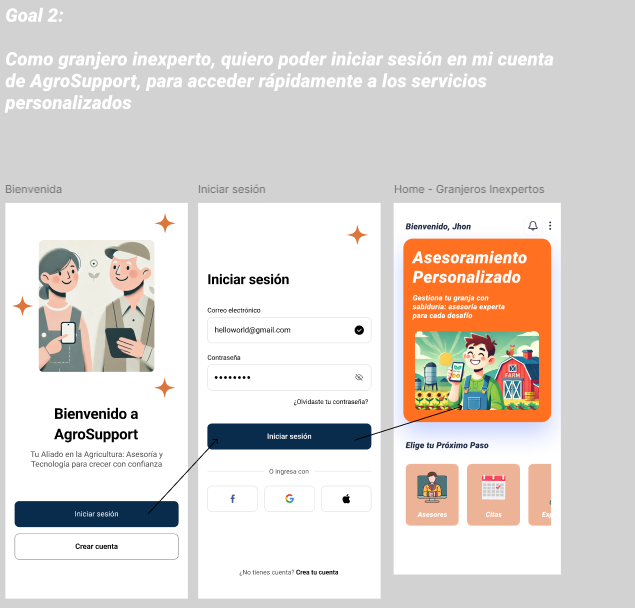 Goal 2:
Como granjero inexperto, quiero poder iniciar sesión en mi cuenta
de AgroSupport, para acceder rápidamente a los servicios
personalizados
Bienvenida
Bienvenido a
AgroSupport
Tu Aliado en la Agricultura: Asesoría y
Tecnología para crecer con confianza
Iniciar sesión
Crear cuenta
Iniciar sesión
Iniciar sesión
Correo electrónico
helloworld@gmail.com
Contraseña
¿Olvidaste tu contraseña?
Iniciar sesión
O ingresa con
¿No tienes cuenta? Crea tu cuenta
Home - Granjeros Inexpertos
Bienvenido, Jhon
Asesoramiento
Personalizado
Gestiona tu granja con
sabiduría: asesoría experta
para cada desafío
FARM
Elige tu Próximo Paso
Asesores
Citas